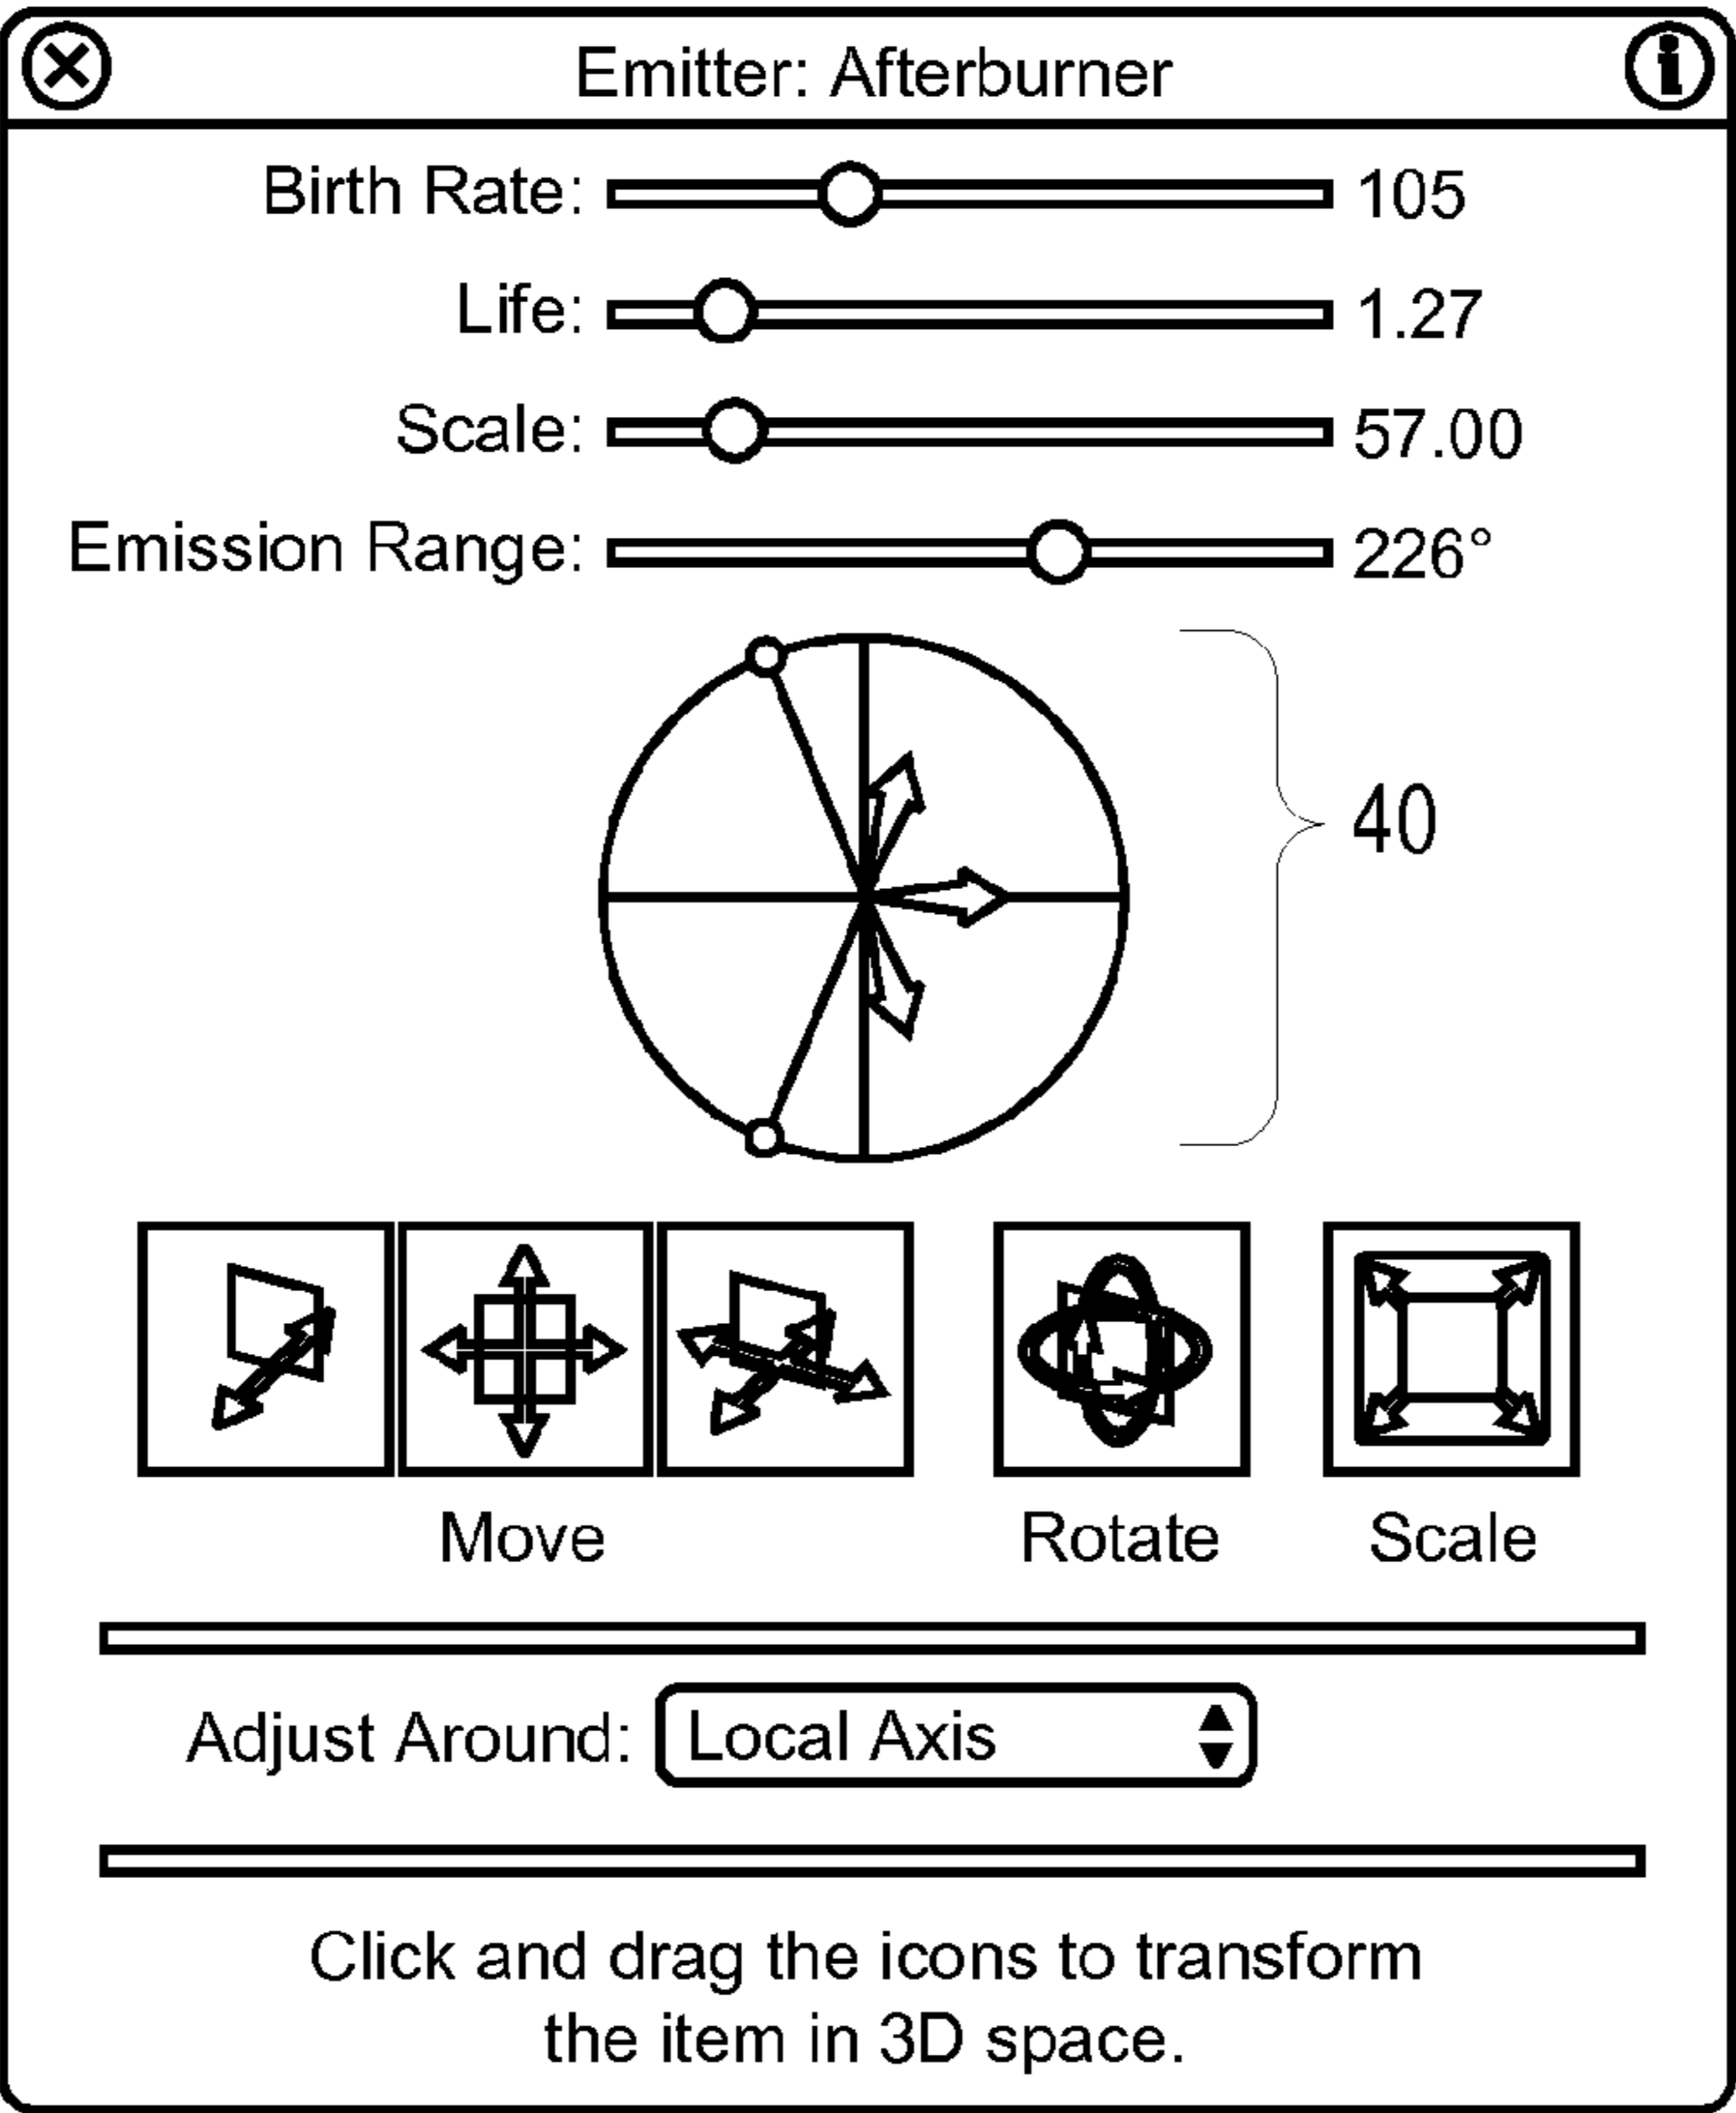 Emitter: Afterburner
Birth Rate: 105
Life: 1.27
Scale: 57.00
Emission Range: 226°
40
Move Rotate Scale
Adjust Around: Local Axis
Click and drag the icons to transform
the item in 3D space.